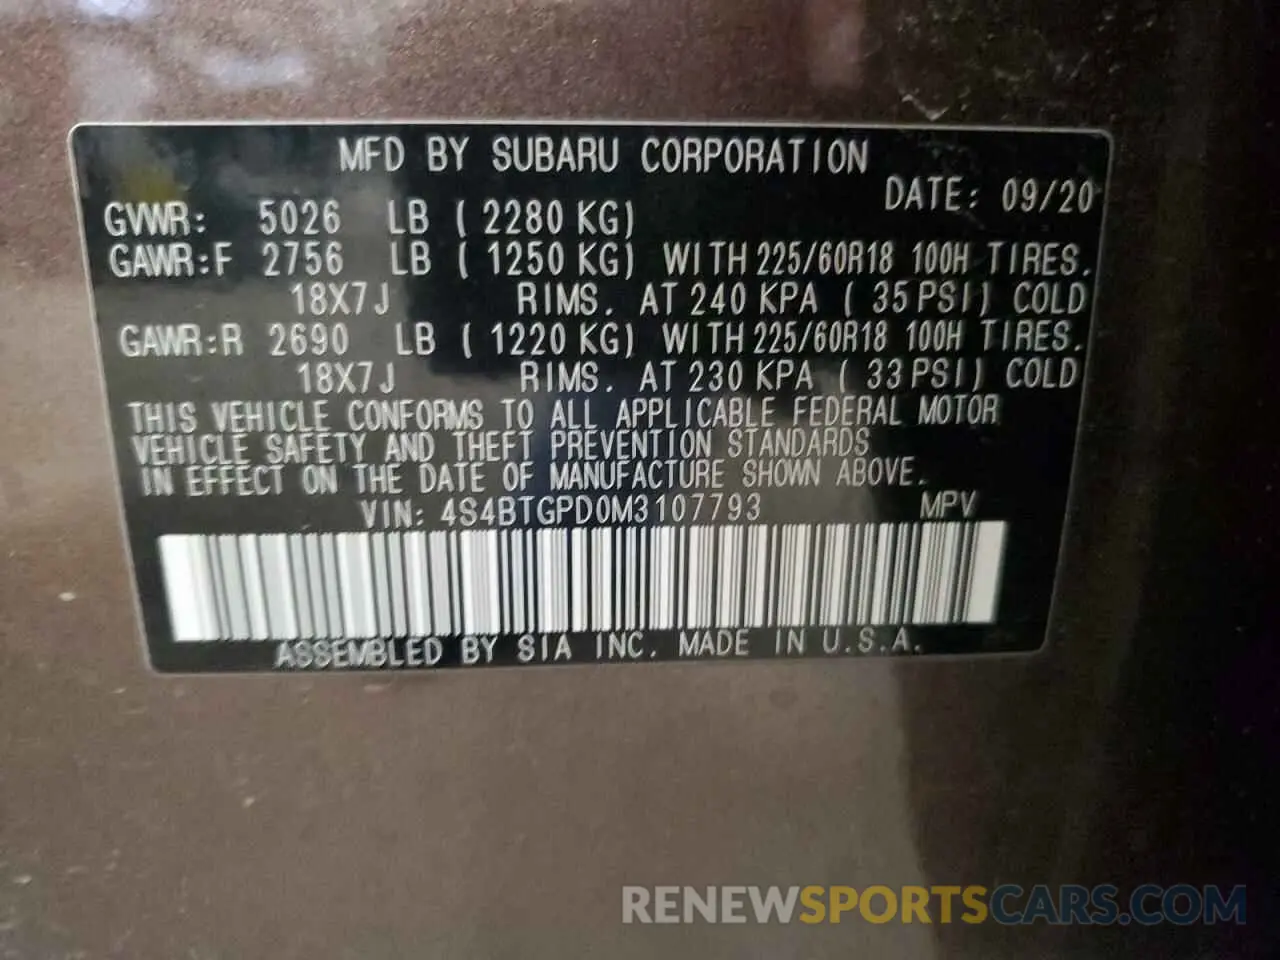 MFD BY SUBARU CORPORATION
DATE: 09/20
GVWR: 5026 LB ( 2280 KG)
GAWR:F 2756 LB ( 1250 KG) WITH 225/60R18 100H TIRES.
18X7J RIMS. AT 240 KPA ( 35 PSI) COLD
GAWR:R 2690 LB ( 1220 KG) WITH 225/60R18 100H TIRES.
18X7J RIMS. AT 230 KPA ( 33 PSI) COLD
THIS VEHICLE CONFORMS TO ALL APPLICABLE FEDERAL MOTOR
VEHICLE SAFETY AND THEFT PREVENTION STANDARDS
IN EFFECT ON THE DATE OF MANUFACTURE SHOWN ABOVE.
VIN: 4S4BTGPD0M3107793 MPV
ASSEMBLED BY SIA INC. MADE IN U.S.A.
RENEWSPORTSCARS.COM